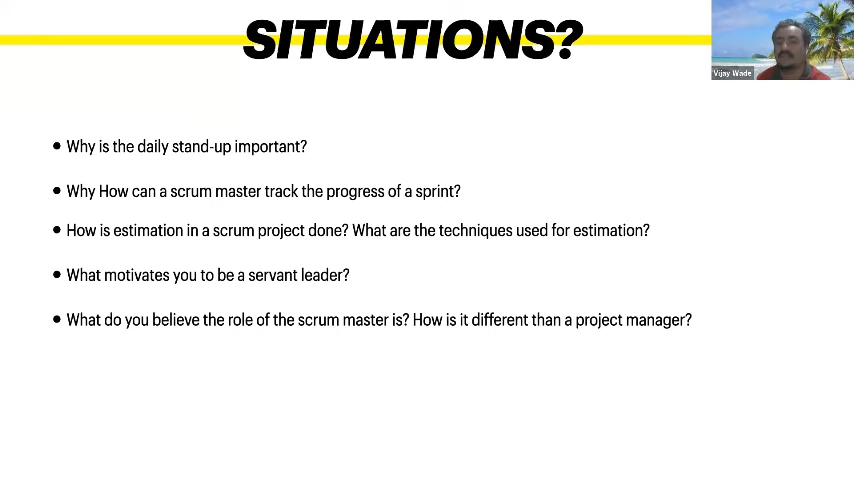 SITUATIONS?
Vijay Wade
• Why is the daily stand-up important?
• Why How can a scrum master track the progress of a sprint?
• How is estimation in a scrum project done? What are the techniques used for estimation?
• What motivates you to be a servant leader?
• What do you believe the role of the scrum master is? How is it different than a project manager?